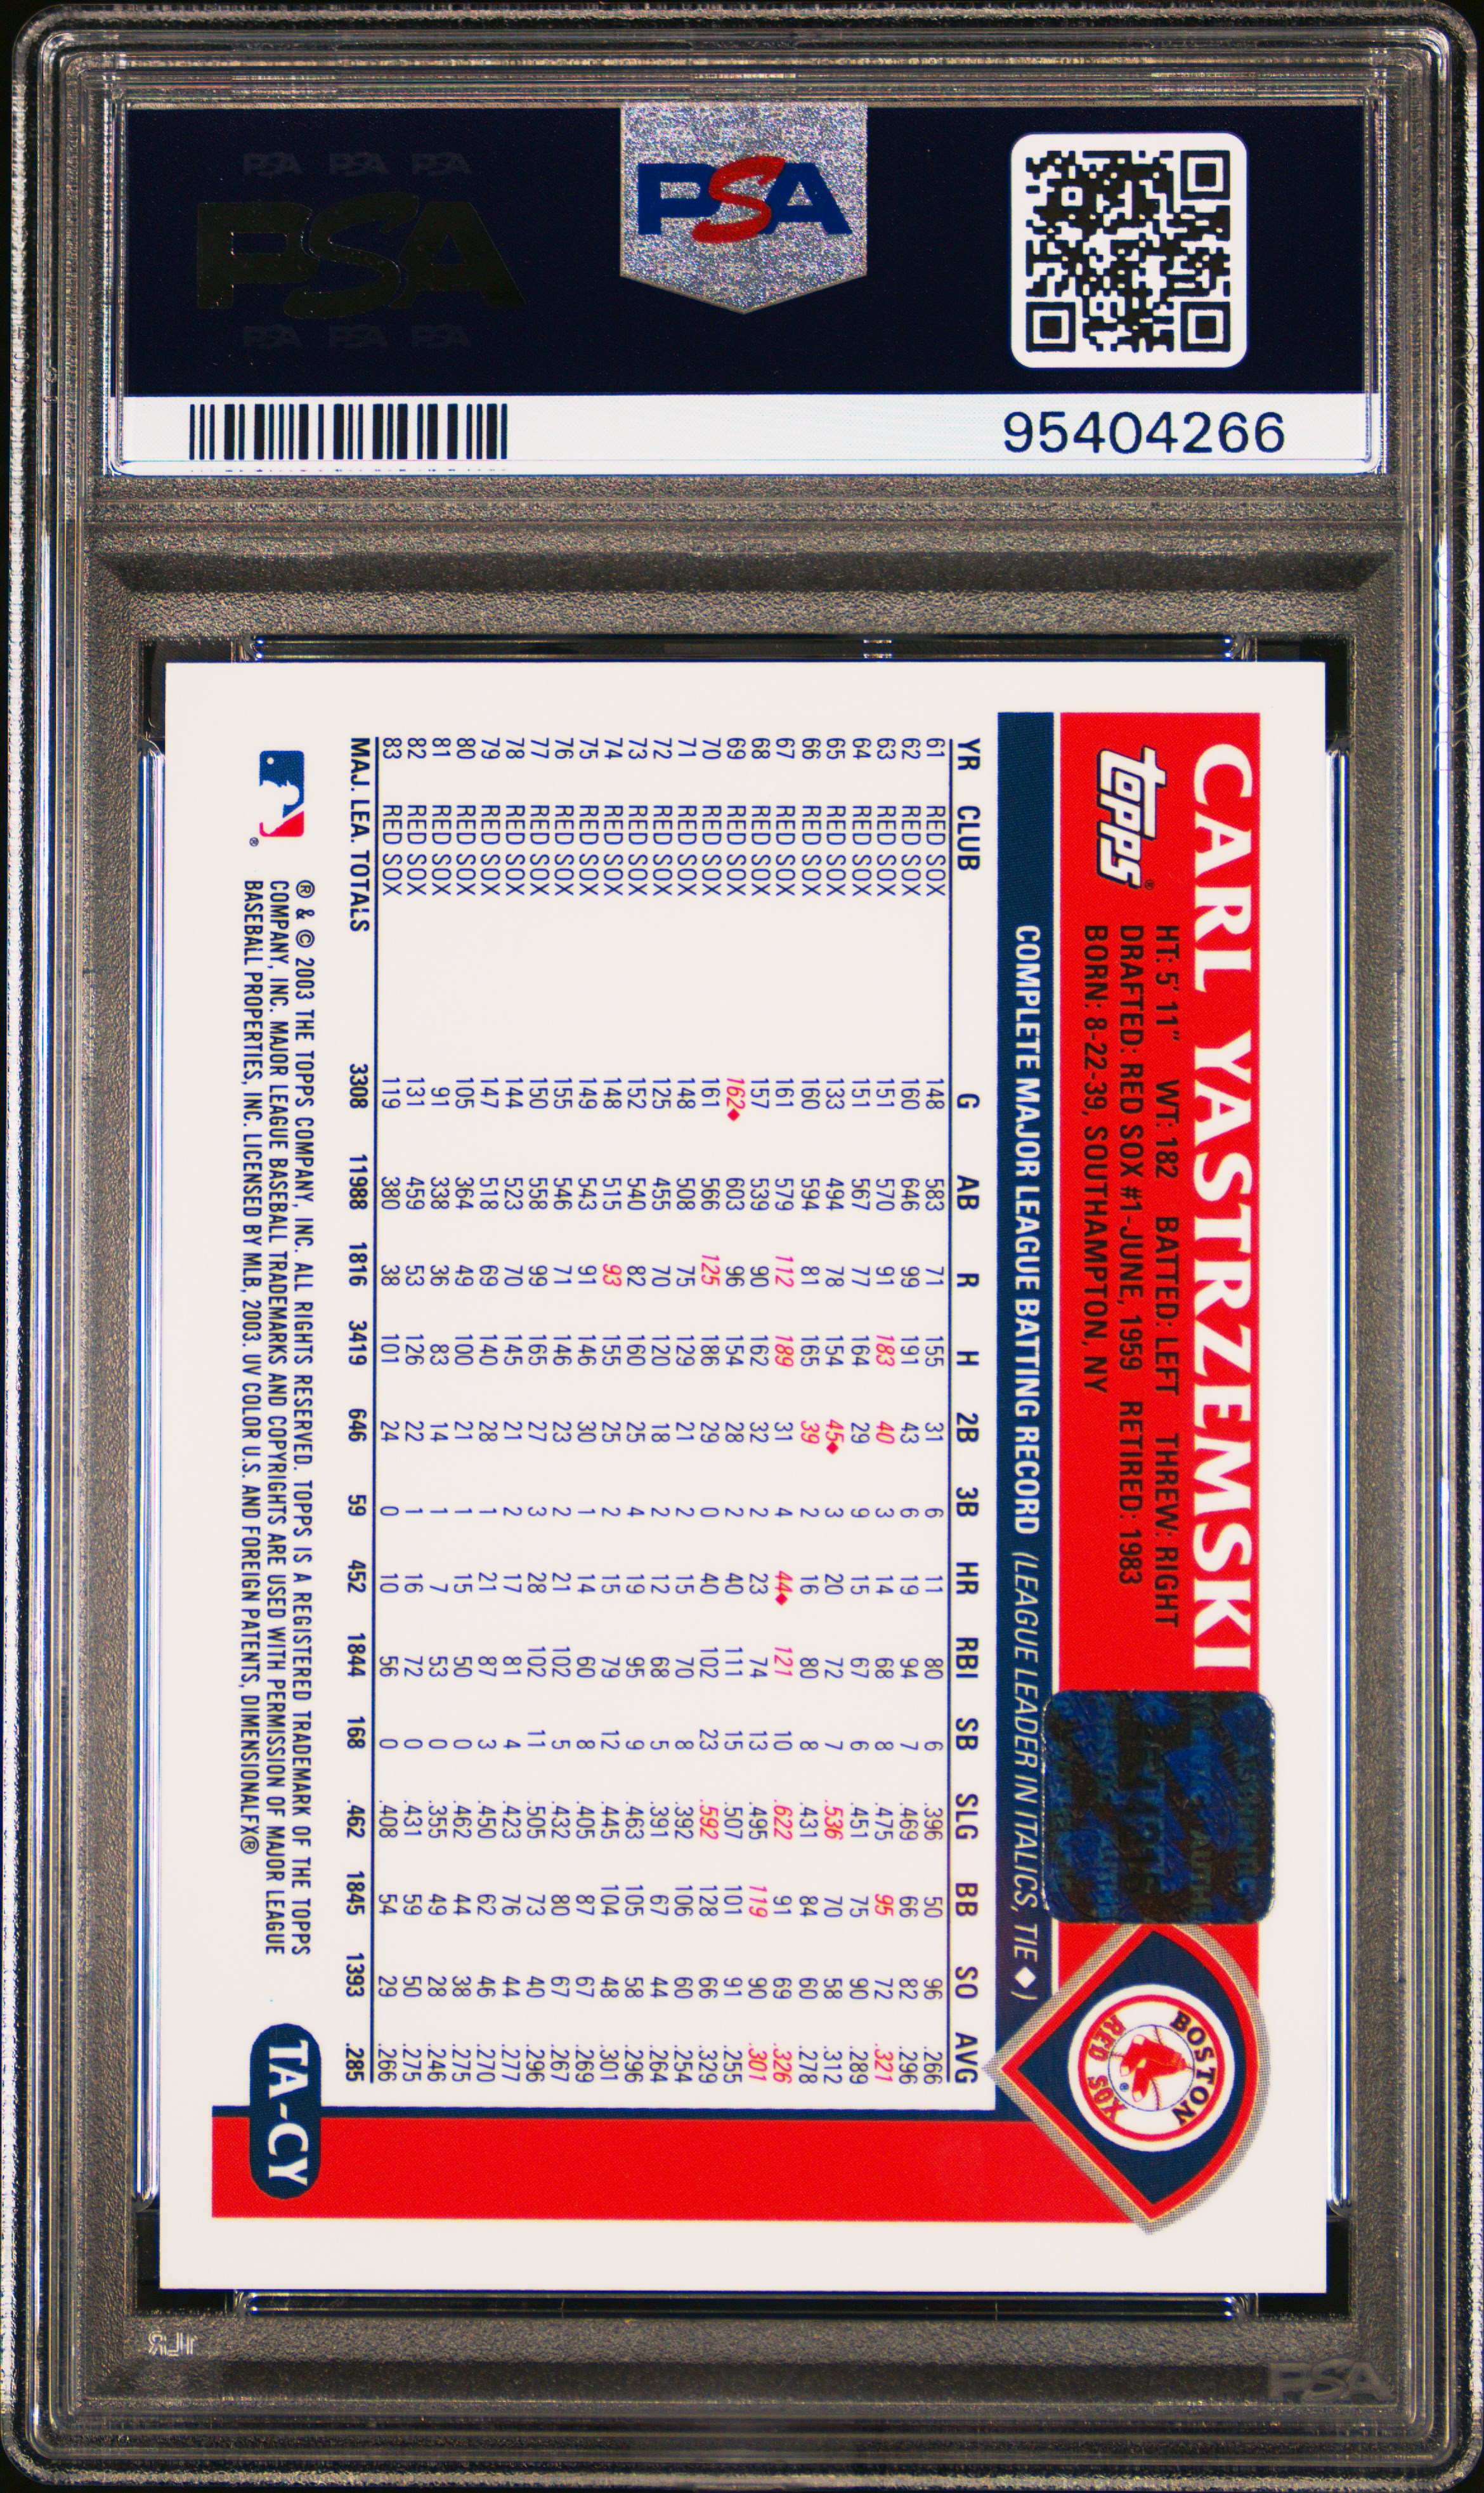 PSA PSA PSA
PSA
PSA PSA PSA
PSA
95404266
CARL YASTRZEMSKI
topps®
HT: 5' 11" WT: 182 BATTED: LEFT THREW: RIGHT
DRAFTED: RED SOX #1-JUNE, 1959 RETIRED: 1983
BORN: 8-22-39, SOUTHAMPTON, NY
BOSTON RED SOX ®
COMPLETE MAJOR LEAGUE BATTING RECORD (LEAGUE LEADER IN ITALICS, TIE ♦)
YR CLUB G AB R H 2B 3B HR RBI SB SLG BB SO AVG
61 RED SOX 148 583 71 155 31 6 11 80 6 .396 50 96 .266
62 RED SOX 160 646 99 191 43 6 19 94 7 .469 66 82 .296
63 RED SOX 151 570 91 183 40 3 14 68 8 .475 95 72 .321
64 RED SOX 151 567 77 164 29 9 15 67 6 .451 75 90 .289
65 RED SOX 133 494 78 154 45♦ 3 20 72 7 .536 70 58 .312
66 RED SOX 160 594 81 165 39 2 16 80 8 .431 84 60 .278
67 RED SOX 161 579 112 189 31 4 44♦ 121 10 .622 91 69 .326
68 RED SOX 157 539 90 162 32 2 23 74 13 .495 119 90 .301
69 RED SOX 162♦ 603 96 154 28 2 40 111 15 .507 101 91 .255
70 RED SOX 161 566 125 186 29 0 40 102 23 .592 128 66 .329
71 RED SOX 148 508 75 129 21 2 15 70 8 .392 106 60 .254
72 RED SOX 125 455 70 120 18 2 12 68 5 .391 67 44 .264
73 RED SOX 152 540 82 160 25 4 19 95 9 .463 105 58 .296
74 RED SOX 148 515 93 155 25 2 15 79 12 .445 104 48 .301
75 RED SOX 149 543 91 146 30 1 14 60 8 .405 87 67 .269
76 RED SOX 155 546 71 146 23 2 21 102 5 .432 80 67 .267
77 RED SOX 150 558 99 165 27 3 28 102 11 .505 73 40 .296
78 RED SOX 144 523 70 145 21 2 17 81 4 .423 76 44 .277
79 RED SOX 147 518 69 140 28 1 21 87 3 .450 62 46 .270
80 RED SOX 105 364 49 100 21 1 15 50 0 .462 44 38 .275
81 RED SOX 91 338 36 83 14 1 7 53 0 .355 49 28 .246
82 RED SOX 131 459 53 126 22 1 16 72 0 .431 59 50 .275
83 RED SOX 119 380 38 101 24 0 10 56 0 .408 54 29 .266
MAJ. LEA. TOTALS 3308 11988 1816 3419 646 59 452 1844 168 .462 1845 1393 .285
® & © 2003 THE TOPPS COMPANY, INC. ALL RIGHTS RESERVED. TOPPS IS A REGISTERED TRADEMARK OF THE TOPPS
COMPANY, INC. MAJOR LEAGUE BASEBALL TRADEMARKS AND COPYRIGHTS ARE USED WITH PERMISSION OF MAJOR LEAGUE
BASEBALL PROPERTIES, INC. LICENSED BY MLB, 2003. UV COLOR U.S. AND FOREIGN PATENTS, DIMENSIONALFX®
®
TA-CY
PSA